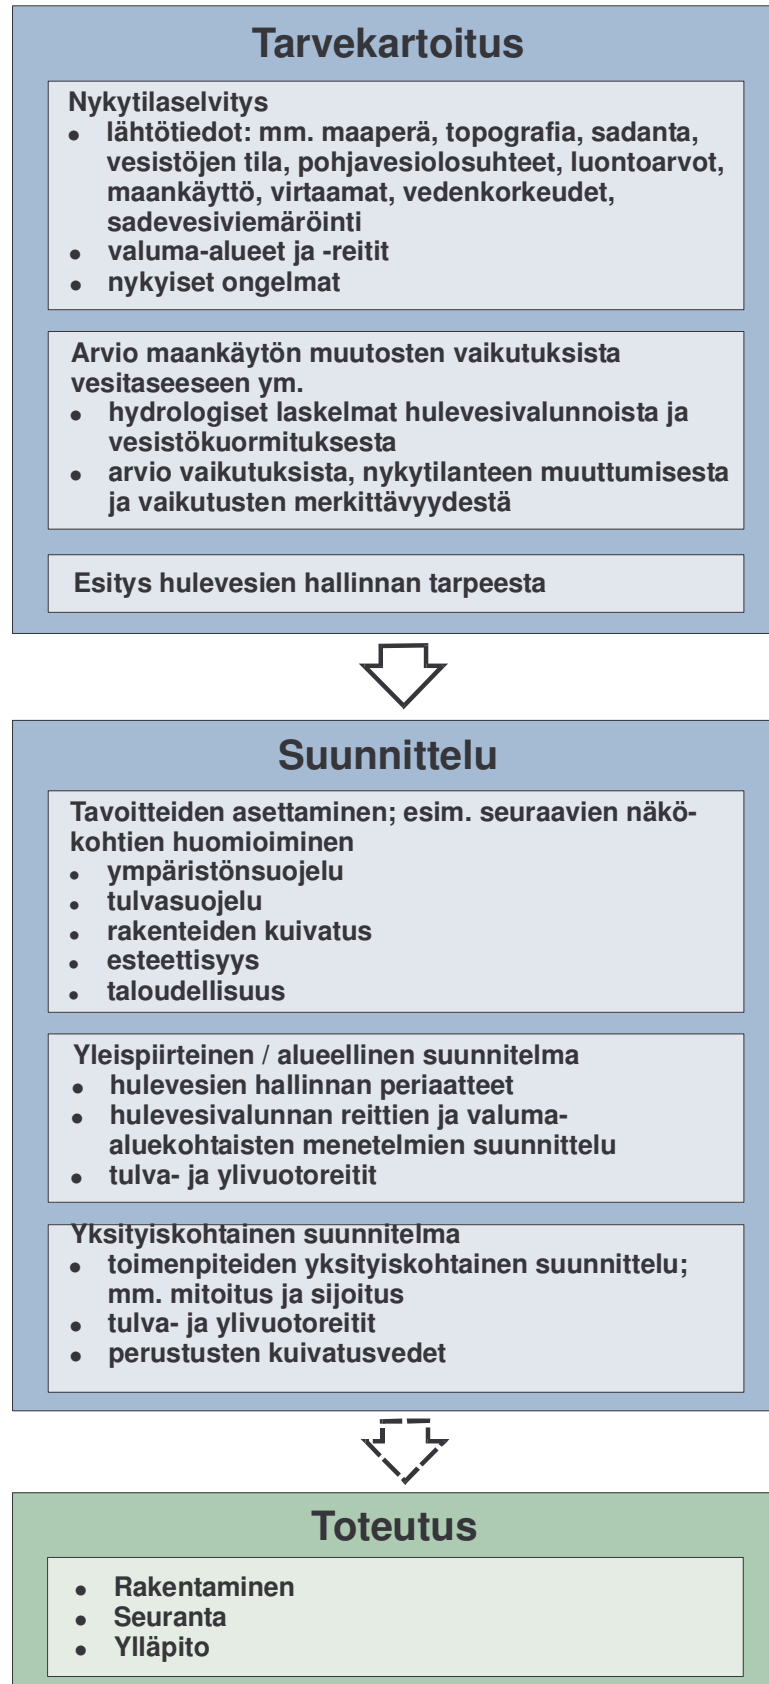 Tarvekartoitus
Nykytilaselvitys
• lähtötiedot: mm. maaperä, topografia, sadanta,
vesistöjen tila, pohjavesiolosuhteet, luontoarvot,
maankäyttö, virtaamat, vedenkorkeudet,
sadevesiviemäröinti
• valuma-alueet ja -reitit
• nykyiset ongelmat
Arvio maankäytön muutosten vaikutuksista
vesitaseeseen ym.
• hydrologiset laskelmat hulevesivalunnoista ja
vesistökuormituksesta
• arvio vaikutuksista, nykytilanteen muuttumisesta
ja vaikutusten merkittävyydestä
Esitys hulevesien hallinnan tarpeesta
Suunnittelu
Tavoitteiden asettaminen; esim. seuraavien näkö-
kohtien huomioiminen
• ympäristönsuojelu
• tulvasuojelu
• rakenteiden kuivatus
• esteettisyys
• taloudellisuus
Yleispiirteinen / alueellinen suunnitelma
• hulevesien hallinnan periaatteet
• hulevesivalunnan reittien ja valuma-
aluekohtaisten menetelmien suunnittelu
• tulva- ja ylivuotoreitit
Yksityiskohtainen suunnitelma
• toimenpiteiden yksityiskohtainen suunnittelu;
mm. mitoitus ja sijoitus
• tulva- ja ylivuotoreitit
• perustusten kuivatusvedet
Toteutus
• Rakentaminen
• Seuranta
• Ylläpito